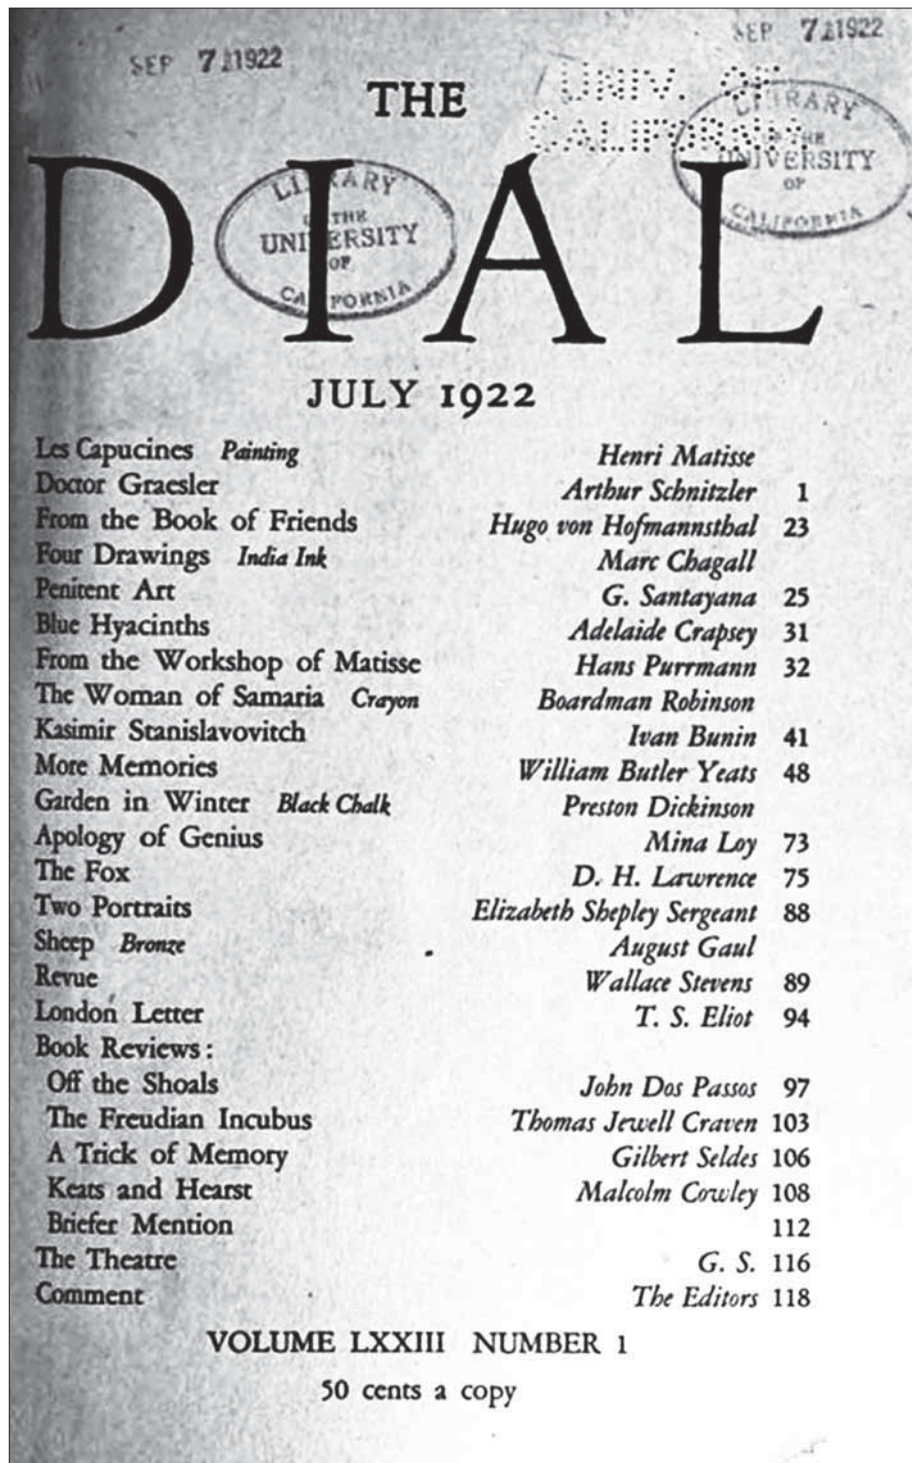 SEP 7 1922
SEP 7 1922
UNIV. OF
CALIFORNIA
LIBRARY
OF THE
UNIVERSITY
OF
CALIFORNIA
THE
DIAL
LIBRARY
OF THE
UNIVERSITY
OF
CALIFORNIA
JULY 1922
Les Capucines Painting Henri Matisse
Doctor Graesler Arthur Schnitzler 1
From the Book of Friends Hugo von Hofmannsthal 23
Four Drawings India Ink Marc Chagall
Penitent Art G. Santayana 25
Blue Hyacinths Adelaide Crapsey 31
From the Workshop of Matisse Hans Purrmann 32
The Woman of Samaria Crayon Boardman Robinson
Kasimir Stanislavovitch Ivan Bunin 41
More Memories William Butler Yeats 48
Garden in Winter Black Chalk Preston Dickinson
Apology of Genius Mina Loy 73
The Fox D. H. Lawrence 75
Two Portraits Elizabeth Shepley Sergeant 88
Sheep Bronze August Gaul
Revue Wallace Stevens 89
London Letter T. S. Eliot 94
Book Reviews:
Off the Shoals John Dos Passos 97
The Freudian Incubus Thomas Jewell Craven 103
A Trick of Memory Gilbert Seldes 106
Keats and Hearst Malcolm Cowley 108
Briefer Mention 112
The Theatre G. S. 116
Comment The Editors 118
VOLUME LXXIII NUMBER 1
50 cents a copy